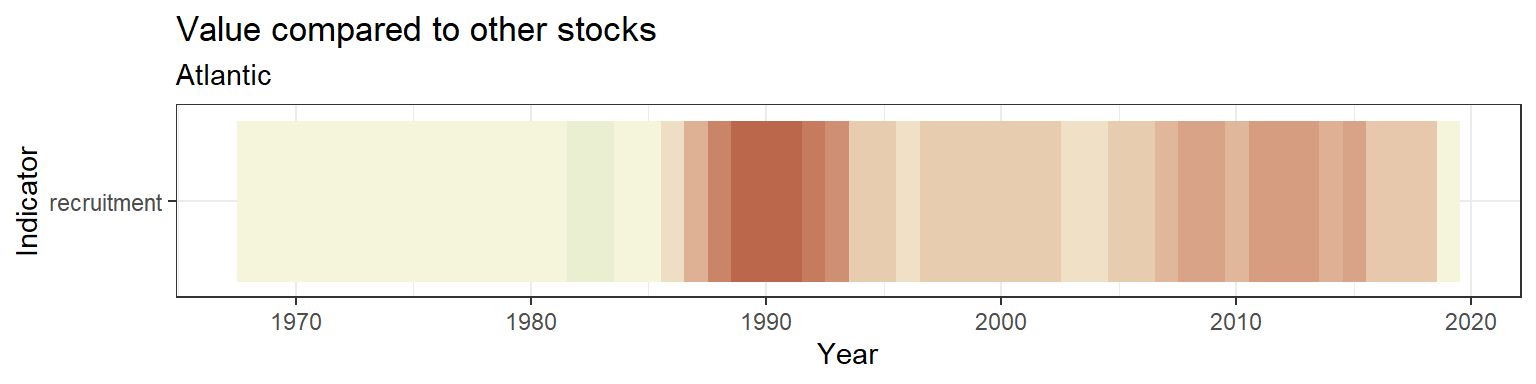 Value compared to other stocks
Atlantic
Indicator
recruitment
1970 1980 1990 2000 2010 2020
Year